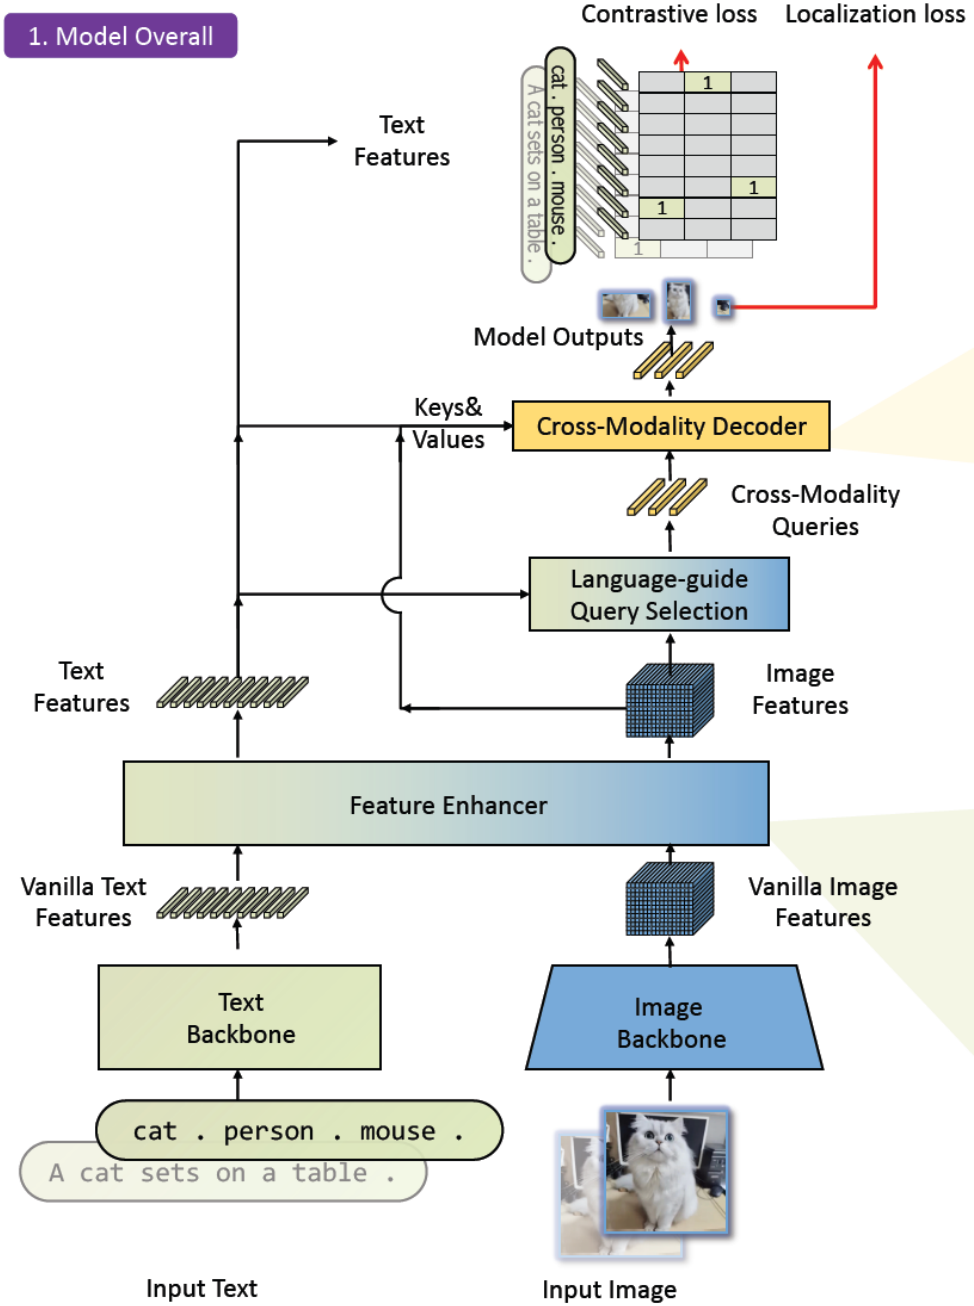 1. Model Overall
Contrastive loss
Localization loss
cat . person . mouse .
A cat sets on a table .
1
1
1
1
Text
Features
Model Outputs
Keys&
Values
Cross-Modality Decoder
Cross-Modality
Queries
Language-guide
Query Selection
Text
Features
Image
Features
Feature Enhancer
Vanilla Text
Features
Vanilla Image
Features
Text
Backbone
Image
Backbone
cat . person . mouse .
A cat sets on a table .
Input Text
Input Image